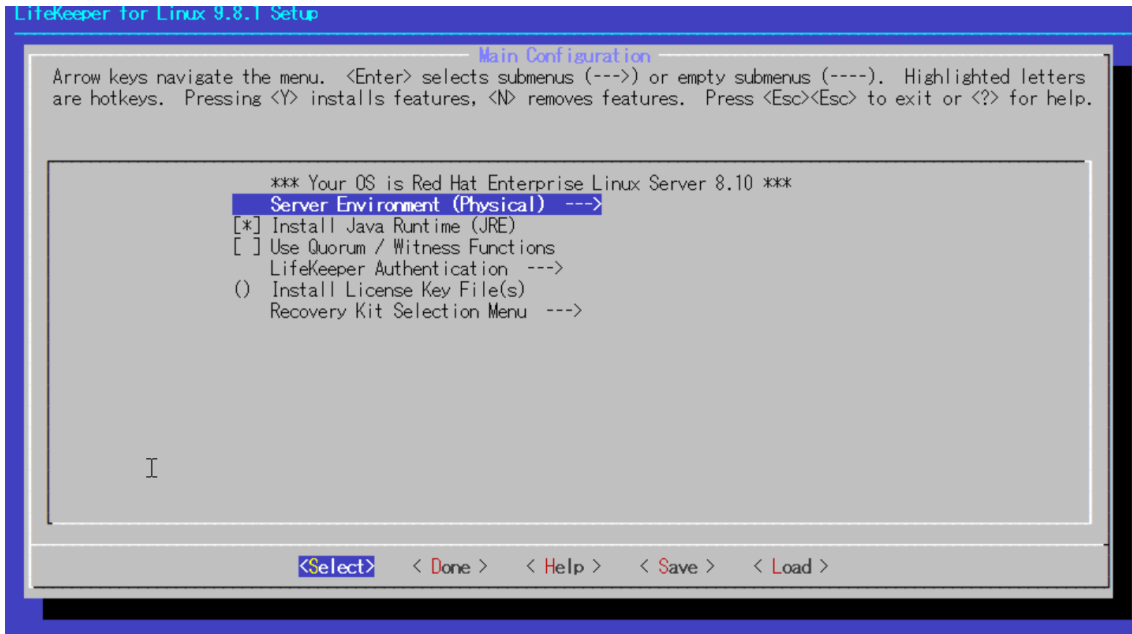 LifeKeeper for Linux 9.8.1 Setup
Main Configuration
Arrow keys navigate the menu.  <Enter> selects submenus (--->) or empty submenus (----).  Highlighted letters
are hotkeys.  Pressing <Y> installs features, <N> removes features.  Press <Esc><Esc> to exit or <?> for help.
*** Your OS is Red Hat Enterprise Linux Server 8.10 ***
Server Environment (Physical)  --->
[*] Install Java Runtime (JRE)
[ ] Use Quorum / Witness Functions
LifeKeeper Authentication  --->
()  Install License Key File(s)
Recovery Kit Selection Menu  --->
<Select>    < Done >    < Help >    < Save >    < Load >